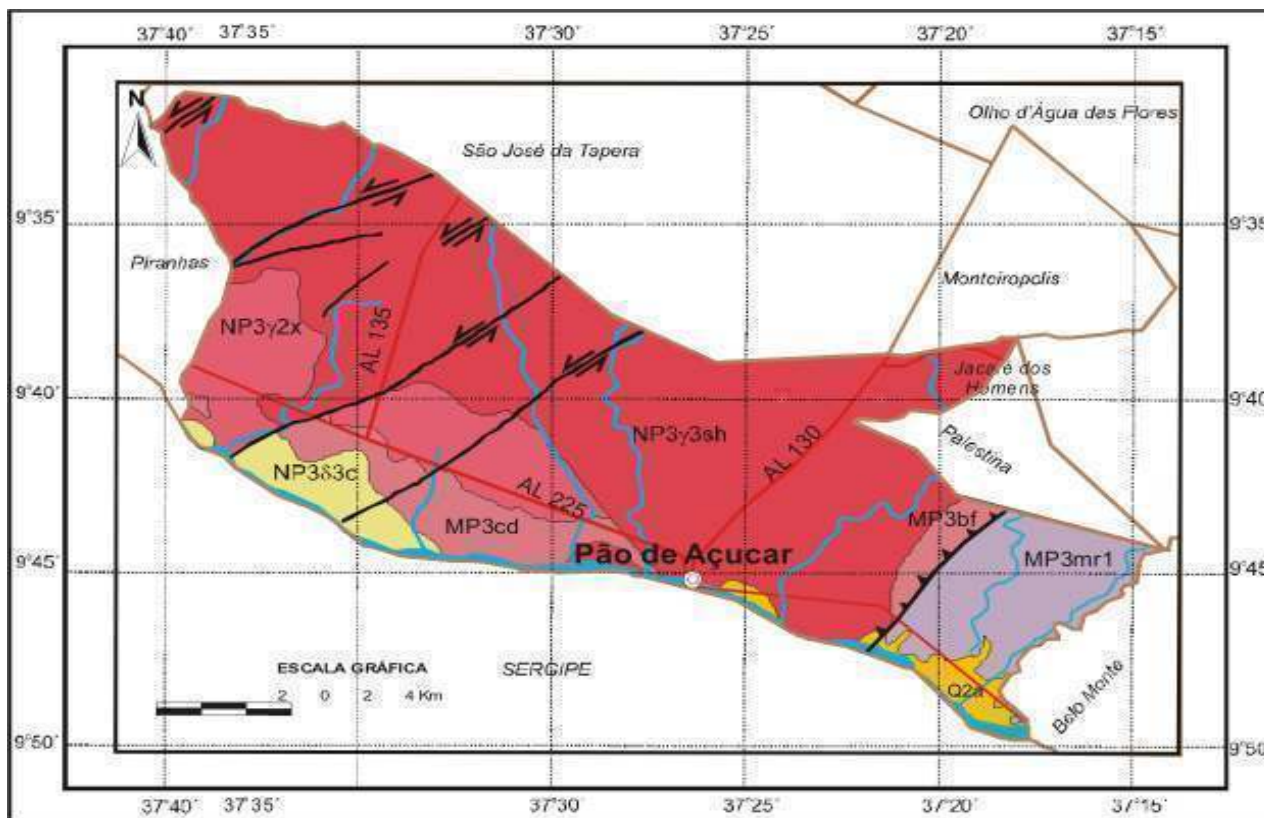 37°40' 37°35' 37°30' 37°25' 37°20' 37°15'
N
Olho d'Água das Flores
São José da Tapera
9°35' 9°35'
Piranhas
Monteiropolis
NP3γ2x
AL 135
Jacaré dos
Homens
9°40' 9°40'
NP3γ3sh
AL 130
Palestina
NP3δ3c
AL 225
MP3cd
MP3bf
Pão de Açucar
MP3mr1
9°45' 9°45'
ESCALA GRÁFICA
SERGIPE
2 0 2 4 Km
Q2a
Belo Monte
9°50' 9°50'
37°40' 37°35' 37°30' 37°25' 37°20' 37°15'